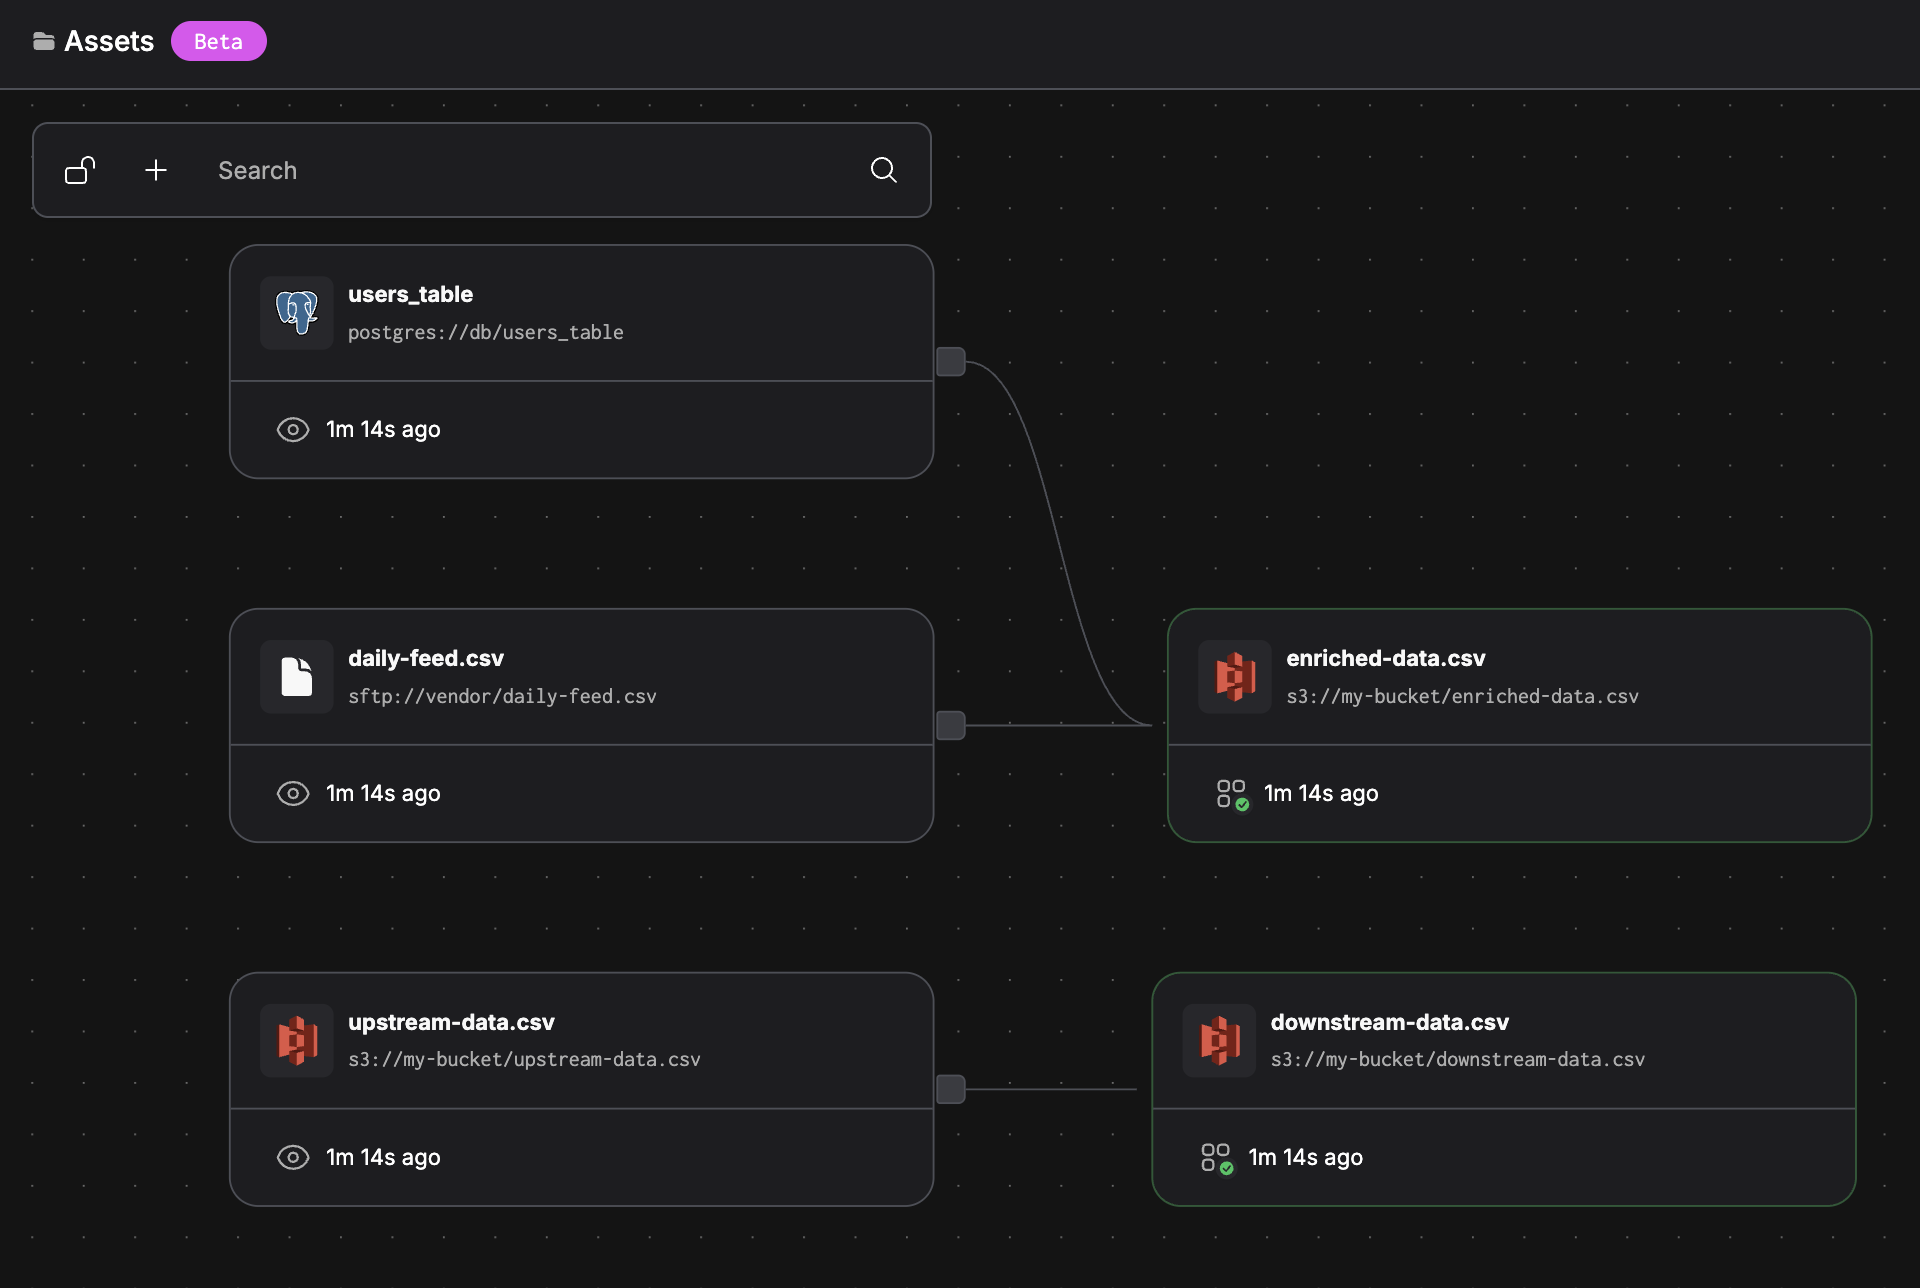 Assets Beta
Search
users_table
postgres://db/users_table
1m 14s ago
daily-feed.csv
sftp://vendor/daily-feed.csv
1m 14s ago
enriched-data.csv
s3://my-bucket/enriched-data.csv
1m 14s ago
upstream-data.csv
s3://my-bucket/upstream-data.csv
1m 14s ago
downstream-data.csv
s3://my-bucket/downstream-data.csv
1m 14s ago